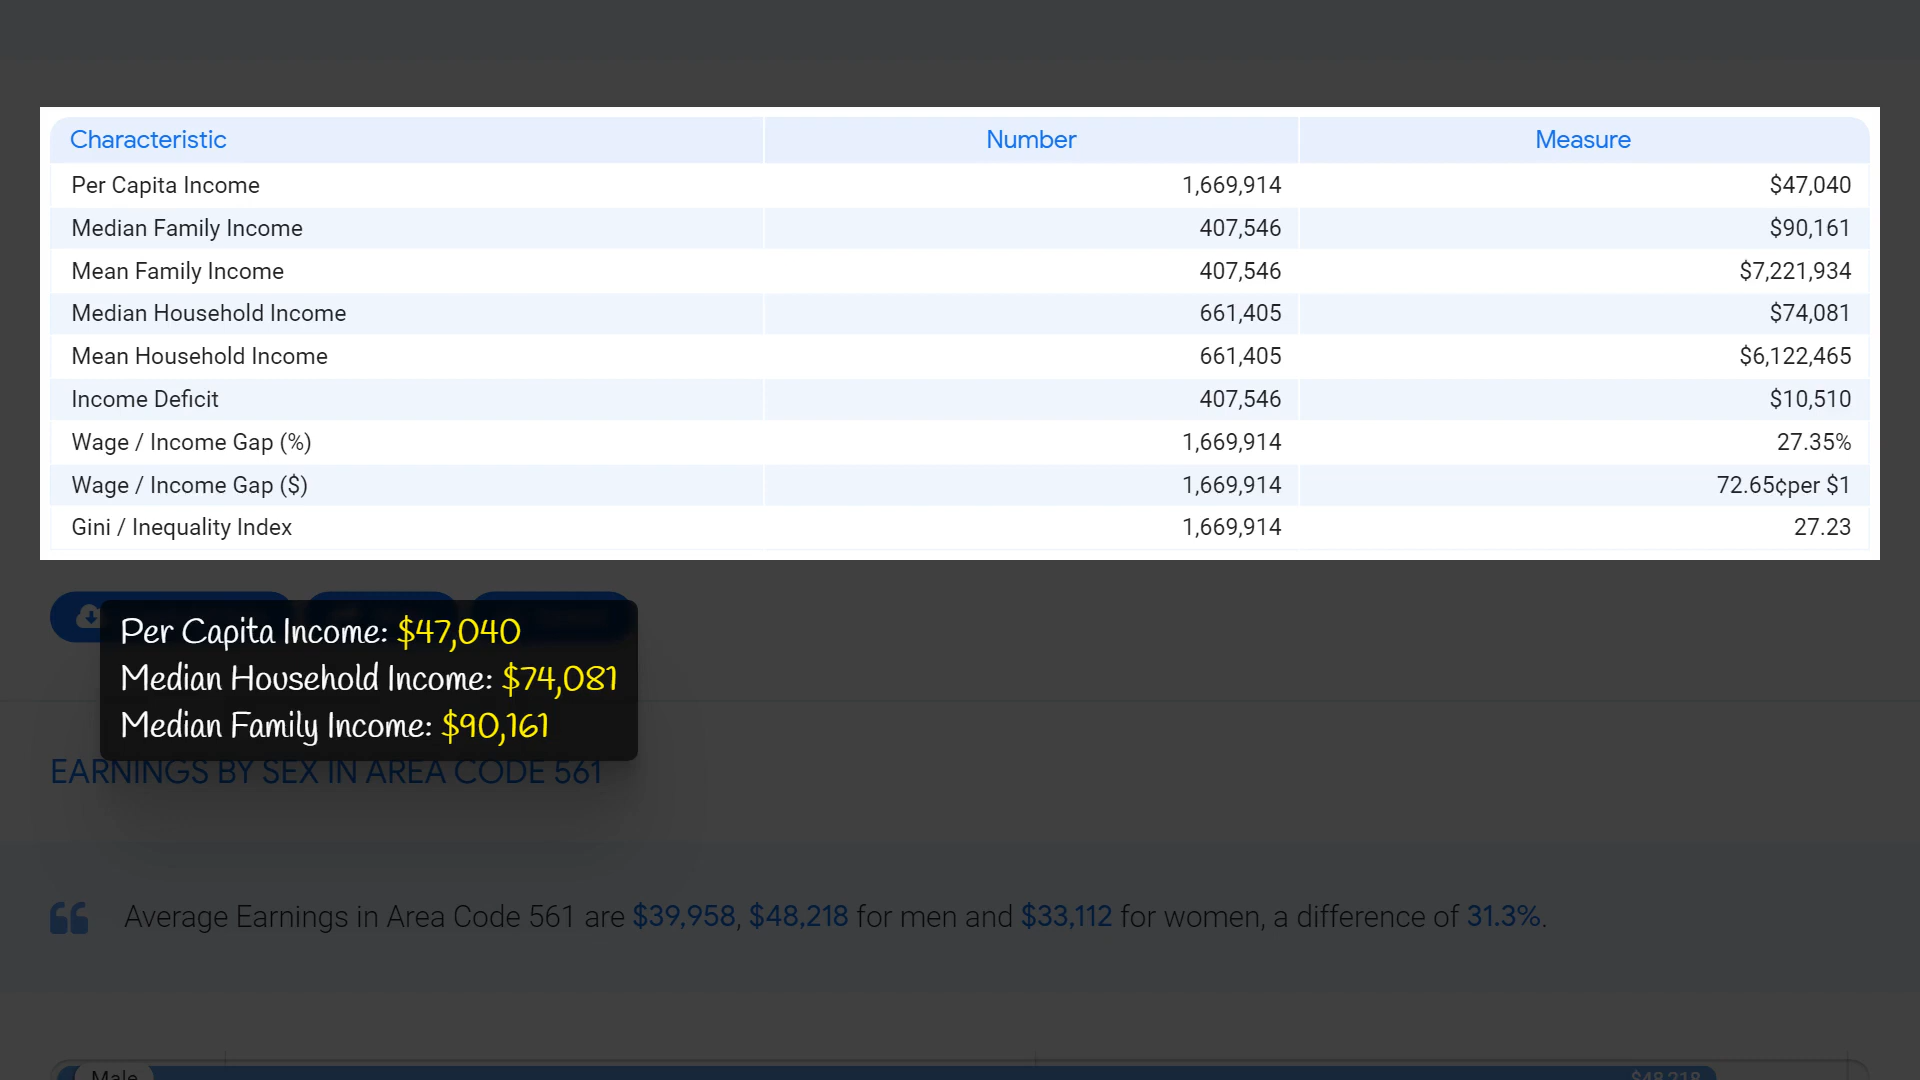 Characteristic Number Measure
Per Capita Income 1,669,914 $47,040
Median Family Income 407,546 $90,161
Mean Family Income 407,546 $7,221,934
Median Household Income 661,405 $74,081
Mean Household Income 661,405 $6,122,465
Income Deficit 407,546 $10,510
Wage / Income Gap (%) 1,669,914 27.35%
Wage / Income Gap ($) 1,669,914 72.65¢per $1
Gini / Inequality Index 1,669,914 27.23
Per Capita Income: $47,040
Median Household Income: $74,081
Median Family Income: $90,161
EARNINGS BY SEX IN AREA CODE 561
Average Earnings in Area Code 561 are $39,958, $48,218 for men and $33,112 for women, a difference of 31.3%.
Male $48,218